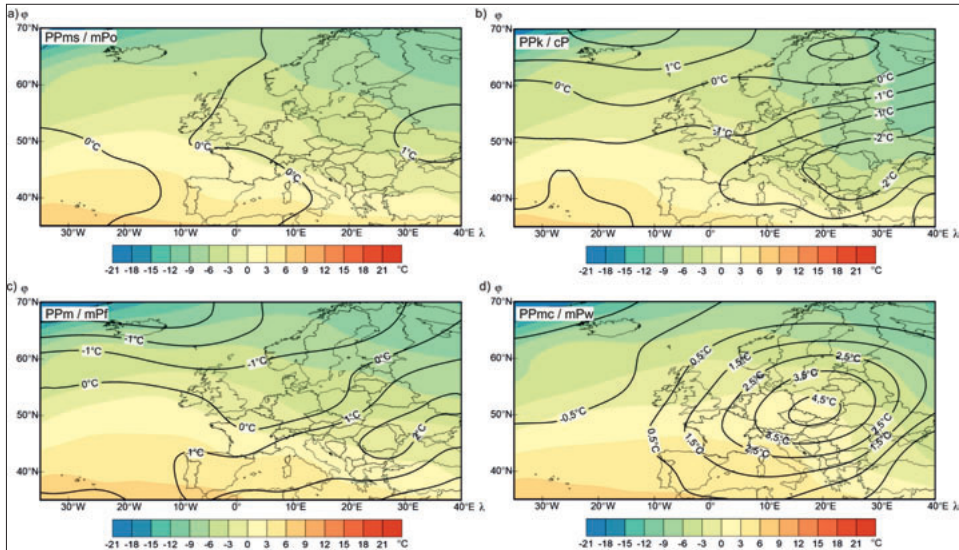 a) φ
70°N
PPms / mPo
60°N
50°N
40°N
0°C
0°C
0°C
1°C
30°W 20°W 10°W 0° 10°E 20°E 30°E 40°E λ
-21 -18 -15 -12 -9 -6 -3 0 3 6 9 12 15 18 21 °C
b) φ
70°N
PPk / cP
60°N
50°N
40°N
1°C
0°C
0°C
0°C
-1°C
-1°C
-1°C
-2°C
-2°C
30°W 20°W 10°W 0° 10°E 20°E 30°E 40°E λ
-21 -18 -15 -12 -9 -6 -3 0 3 6 9 12 15 18 21 °C
c) φ
70°N
PPm / mPf
60°N
50°N
40°N
-1°C
-1°C
-1°C
0°C
0°C
0°C
1°C
1°C
30°W 20°W 10°W 0° 10°E 20°E 30°E 40°E λ
-21 -18 -15 -12 -9 -6 -3 0 3 6 9 12 15 18 21 °C
d) φ
70°N
PPmc / mPw
60°N
50°N
40°N
-0,5°C
0,5°C
0,5°C
1,5°C
1,5°C
1,5°C
2,5°C
2,5°C
2,5°C
2,5°C
3,5°C
3,5°C
4,5°C
30°W 20°W 10°W 0° 10°E 20°E 30°E 40°E λ
-21 -18 -15 -12 -9 -6 -3 0 3 6 9 12 15 18 21 °C